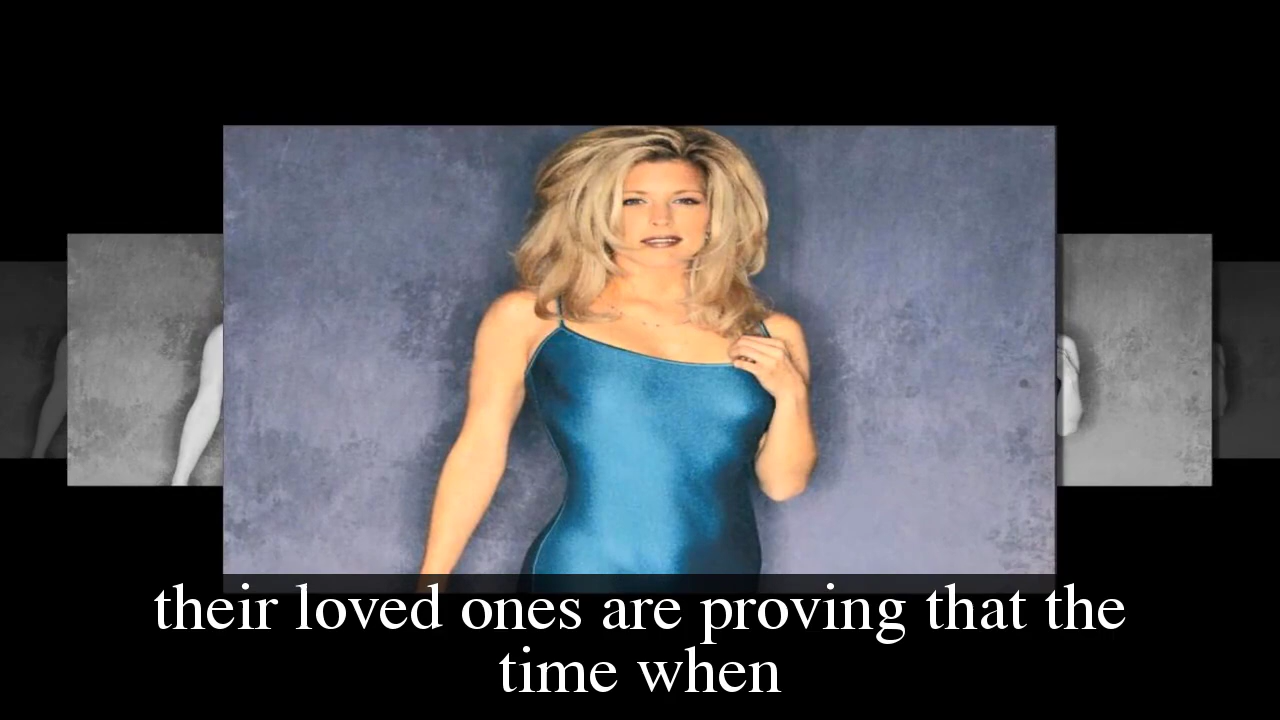 their loved ones are proving that the
time when